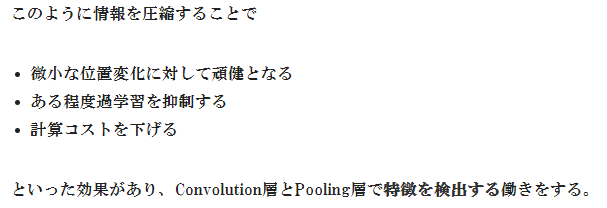 このように情報を圧縮することで
• 微小な位置変化に対して頑健となる
• ある程度過学習を抑制する
• 計算コストを下げる
といった効果があり、Convolution層とPooling層で特徴を検出する働きをする。